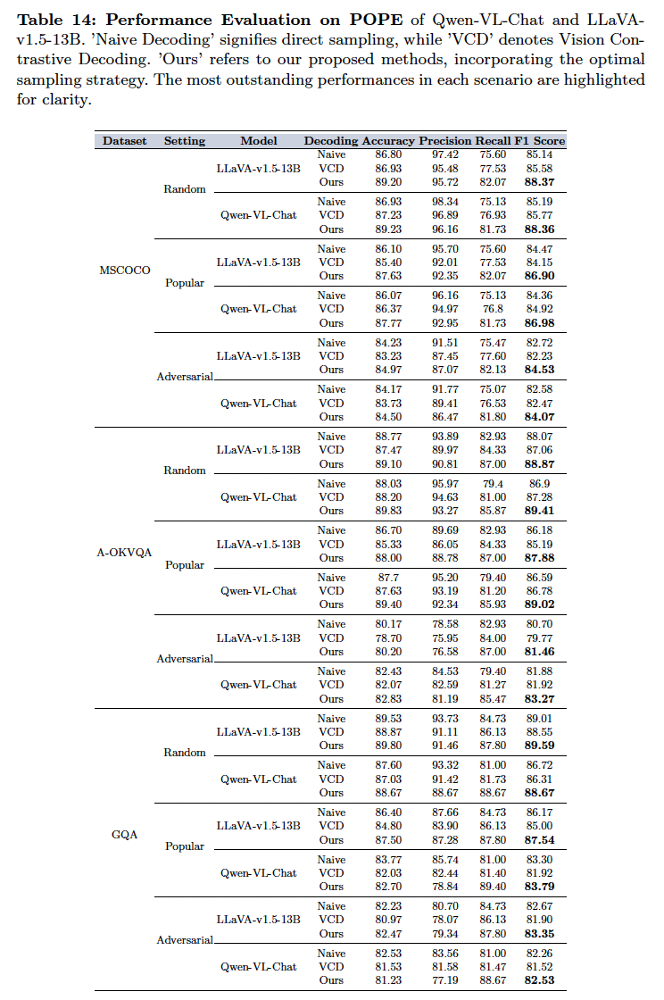 Table 14: Performance Evaluation on POPE of Qwen-VL-Chat and LLaVA-
v1.5-13B. 'Naive Decoding' signifies direct sampling, while 'VCD' denotes Vision Con-
trastive Decoding. 'Ours' refers to our proposed methods, incorporating the optimal
sampling strategy. The most outstanding performances in each scenario are highlighted
for clarity.
Dataset Setting Model Decoding Accuracy Precision Recall F1 Score
Naive 86.80 97.42 75.60 85.14
LLaVA-v1.5-13B VCD 86.93 95.48 77.53 85.58
Ours 89.20 95.72 82.07 88.37
Random
Naive 86.93 98.34 75.13 85.19
Qwen-VL-Chat VCD 87.23 96.89 76.93 85.77
Ours 89.23 96.16 81.73 88.36
Naive 86.10 95.70 75.60 84.47
LLaVA-v1.5-13B VCD 85.40 92.01 77.53 84.15
MSCOCO
Ours 87.63 92.35 82.07 86.90
Popular
Naive 86.07 96.16 75.13 84.36
Qwen-VL-Chat VCD 86.37 94.97 76.8 84.92
Ours 87.77 92.95 81.73 86.98
Naive 84.23 91.51 75.47 82.72
LLaVA-v1.5-13B VCD 83.23 87.45 77.60 82.23
Ours 84.97 87.07 82.13 84.53
Adversarial
Naive 84.17 91.77 75.07 82.58
Qwen-VL-Chat VCD 83.73 89.41 76.53 82.47
Ours 84.50 86.47 81.80 84.07
Naive 88.77 93.89 82.93 88.07
LLaVA-v1.5-13B VCD 87.47 89.97 84.33 87.06
Ours 89.10 90.81 87.00 88.87
Random
Naive 88.03 95.97 79.4 86.9
Qwen-VL-Chat VCD 88.20 94.63 81.00 87.28
Ours 89.83 93.27 85.87 89.41
Naive 86.70 89.69 82.93 86.18
LLaVA-v1.5-13B VCD 85.33 86.05 84.33 85.19
A-OKVQA
Ours 88.00 88.78 87.00 87.88
Popular
Naive 87.7 95.20 79.40 86.59
Qwen-VL-Chat VCD 87.63 93.19 81.20 86.78
Ours 89.40 92.34 85.93 89.02
Naive 80.17 78.58 82.93 80.70
LLaVA-v1.5-13B VCD 78.70 75.95 84.00 79.77
Ours 80.20 76.58 87.00 81.46
Adversarial
Naive 82.43 84.53 79.40 81.88
Qwen-VL-Chat VCD 82.07 82.59 81.27 81.92
Ours 82.83 81.19 85.47 83.27
Naive 89.53 93.73 84.73 89.01
LLaVA-v1.5-13B VCD 88.87 91.11 86.13 88.55
Ours 89.80 91.46 87.80 89.59
Random
Naive 87.60 93.32 81.00 86.72
Qwen-VL-Chat VCD 87.03 91.42 81.73 86.31
Ours 88.67 88.67 88.67 88.67
Naive 86.40 87.66 84.73 86.17
LLaVA-v1.5-13B VCD 84.80 83.90 86.13 85.00
GQA
Ours 87.50 87.28 87.80 87.54
Popular
Naive 83.77 85.74 81.00 83.30
Qwen-VL-Chat VCD 82.03 82.44 81.40 81.92
Ours 82.70 78.84 89.40 83.79
Naive 82.23 80.70 84.73 82.67
LLaVA-v1.5-13B VCD 80.97 78.07 86.13 81.90
Ours 82.47 79.34 87.80 83.35
Adversarial
Naive 82.53 83.56 81.00 82.26
Qwen-VL-Chat VCD 81.53 81.58 81.47 81.52
Ours 81.23 77.19 88.67 82.53